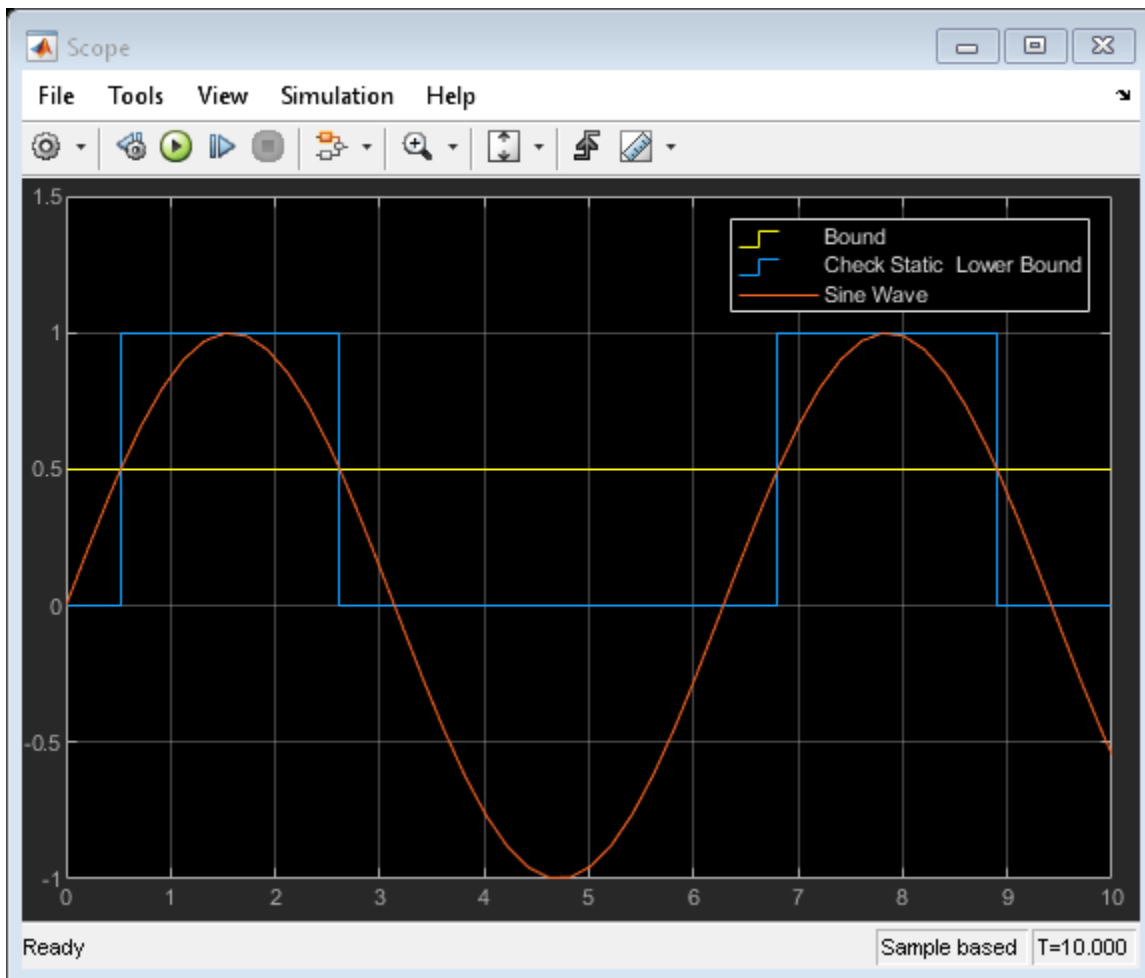 Scope
File Tools View Simulation Help
1.5
Bound
Check Static Lower Bound
Sine Wave
1
0.5
0
-0.5
-1
0 1 2 3 4 5 6 7 8 9 10
Ready Sample based T=10.000